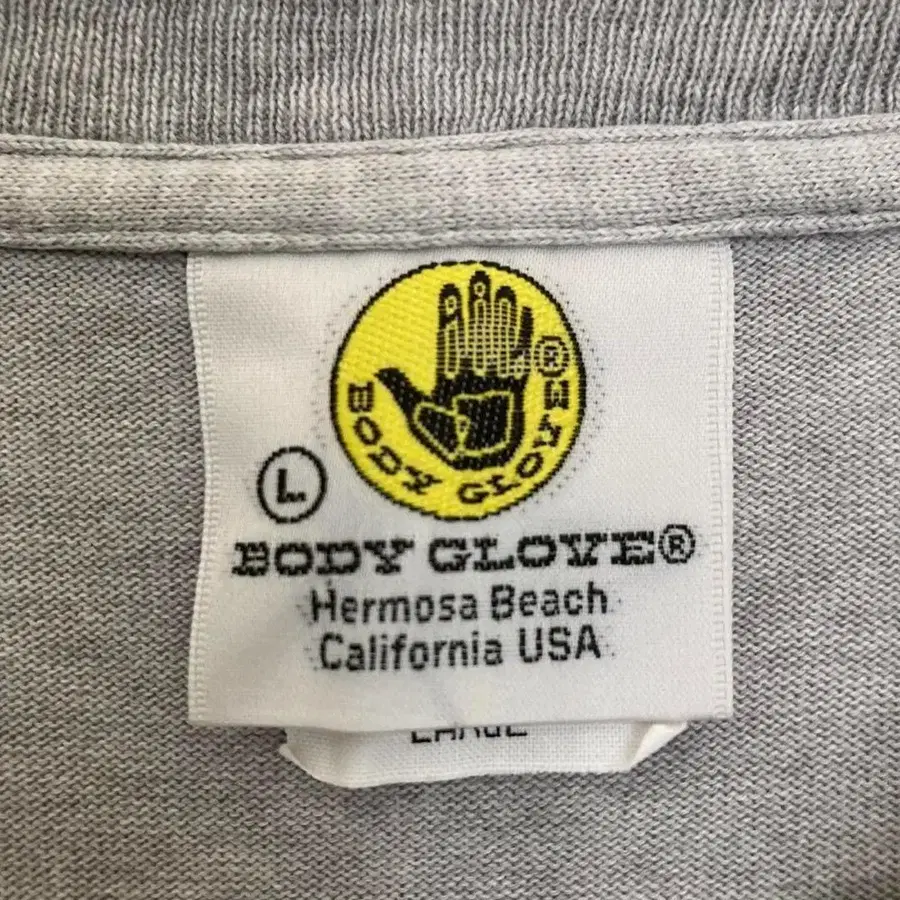 ®
BODY GLOVE
L
BODY GLOVE®
Hermosa Beach
California USA
LARGE